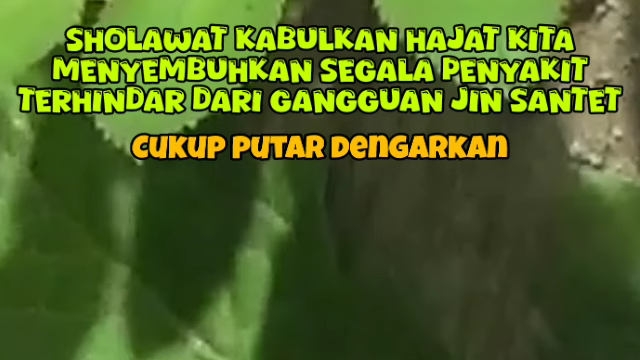 SHOLAWAT KABULKAN HAJAT KITA
MENYEMBUHKAN SEGALA PENYAKIT
TERHINDAR DARI GANGGUAN JIN SANTET
CUKUP PUTAR DENGARKAN